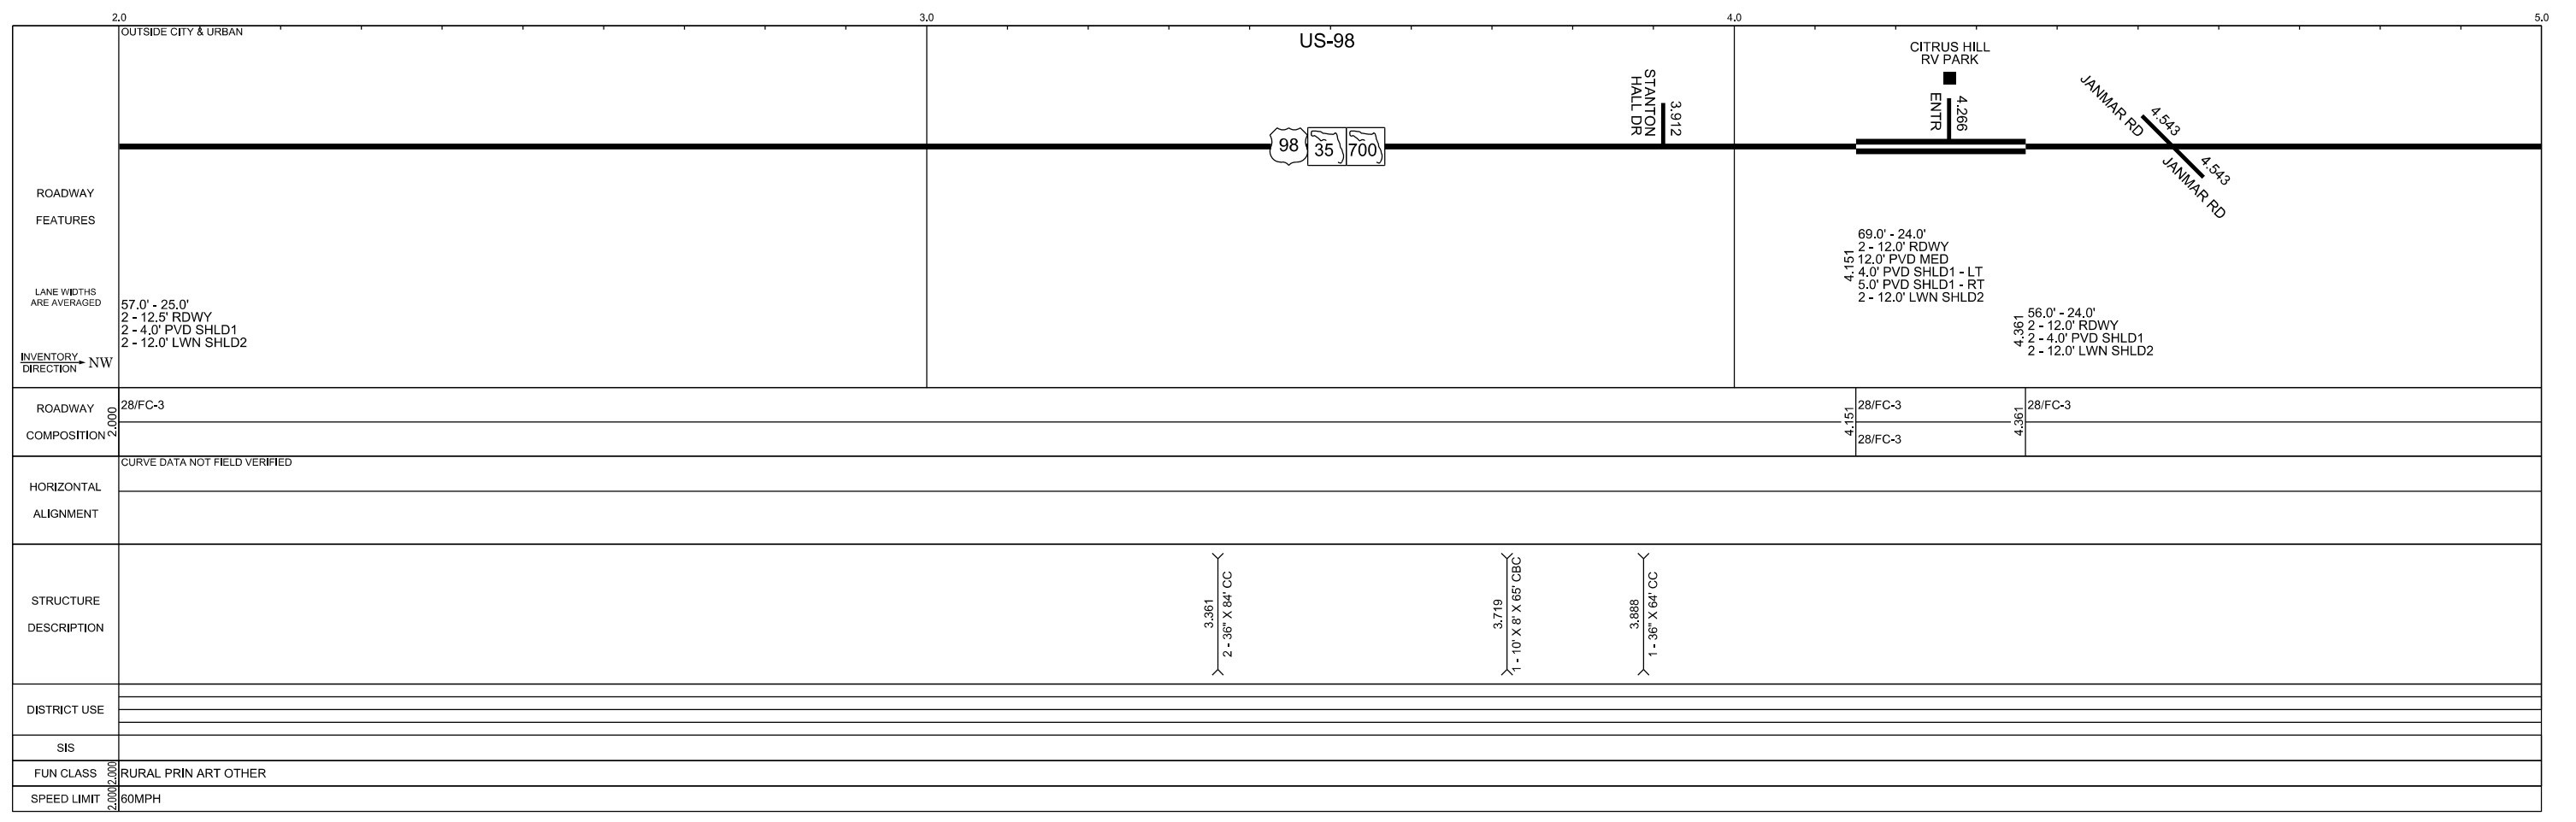 2.0
3.0
4.0
5.0
OUTSIDE CITY & URBAN
US-98
98
35
700
STANTON
HALL DR
3.912
CITRUS HILL
RV PARK
ENTR
4.266
JANMAR RD
4.543
4.543
JANMAR RD
ROADWAY
FEATURES
LANE WIDTHS
ARE AVERAGED
INVENTORY
DIRECTION
NW
57.0' - 25.0'
2 - 12.5' RDWY
2 - 4.0' PVD SHLD1
2 - 12.0' LWN SHLD2
4.151
69.0' - 24.0'
2 - 12.0' RDWY
12.0' PVD MED
4.0' PVD SHLD1 - LT
5.0' PVD SHLD1 - RT
2 - 12.0' LWN SHLD2
4.361
56.0' - 24.0'
2 - 12.0' RDWY
2 - 4.0' PVD SHLD1
2 - 12.0' LWN SHLD2
ROADWAY
COMPOSITION
2.000
28/FC-3
4.151
28/FC-3
28/FC-3
4.361
28/FC-3
HORIZONTAL
ALIGNMENT
CURVE DATA NOT FIELD VERIFIED
STRUCTURE
DESCRIPTION
3.361
2 - 36" X 84' CC
3.719
1 - 10' X 8' X 65' CBC
3.888
1 - 36" X 64' CC
DISTRICT USE
SIS
FUN CLASS
2.000
RURAL PRIN ART OTHER
SPEED LIMIT
2.000
60MPH